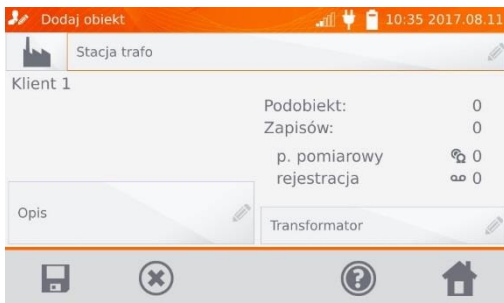 Dodaj obiekt 10:35 2017.08.11
Stacja trafo
Klient 1
Podobiekt: 0
Zapisów: 0
p. pomiarowy 0
rejestracja 0
Opis
Transformator